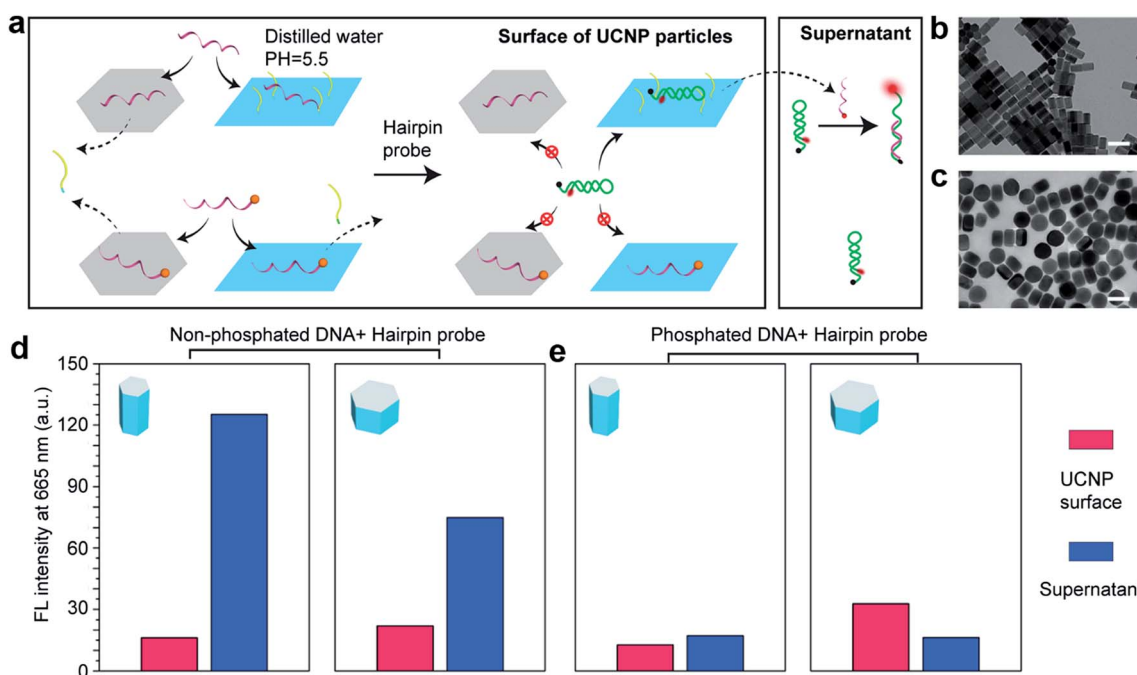 a
Distilled water
PH=5.5
Hairpin
probe
Surface of UCNP particles
Supernatant
b
c
d
Non-phosphated DNA+ Hairpin probe
e
Phosphated DNA+ Hairpin probe
FL intensity at 665 nm (a.u.)
150
120
90
60
30
0
UCNP
surface
Supernatan